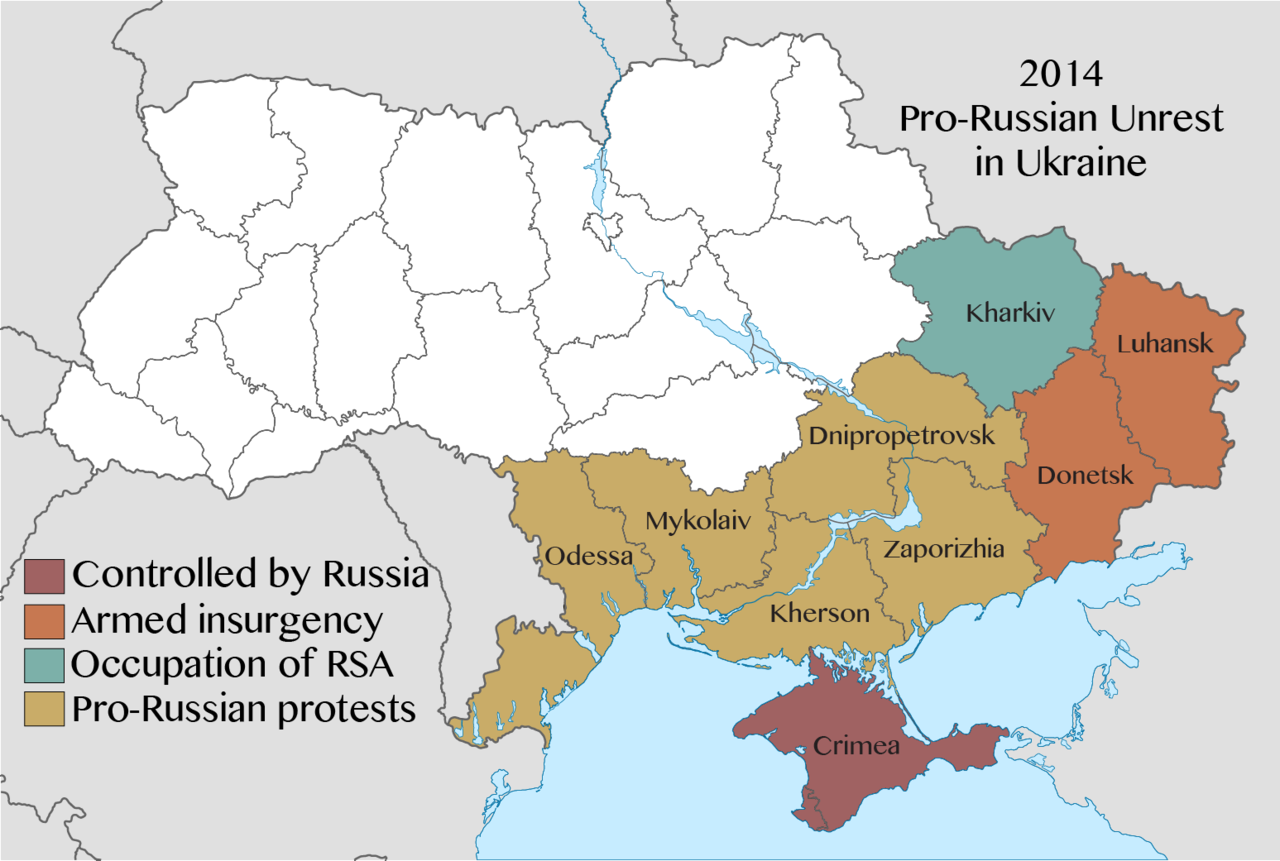 2014
Pro-Russian Unrest
in Ukraine
Kharkiv
Luhansk
Dnipropetrovsk
Donetsk
Mykolaiv
Odessa
Zaporizhia
Kherson
Crimea
Controlled by Russia
Armed insurgency
Occupation of RSA
Pro-Russian protests